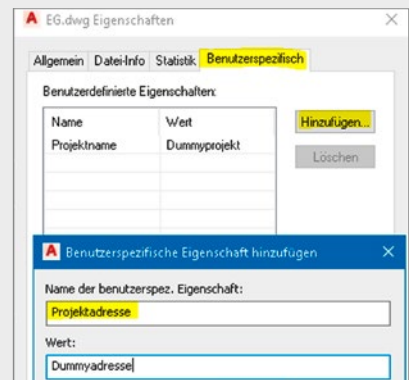 EG.dwg Eigenschaften
Allgemein Datei-Info Statistik Benutzerspezifisch
Benutzerdefinierte Eigenschaften:
Name Wert Hinzufügen...
Projektname Dummyprojekt Löschen
Benutzerspezifische Eigenschaft hinzufügen
Name der benutzerspez. Eigenschaft:
Projektadresse
Wert:
Dummyadresse